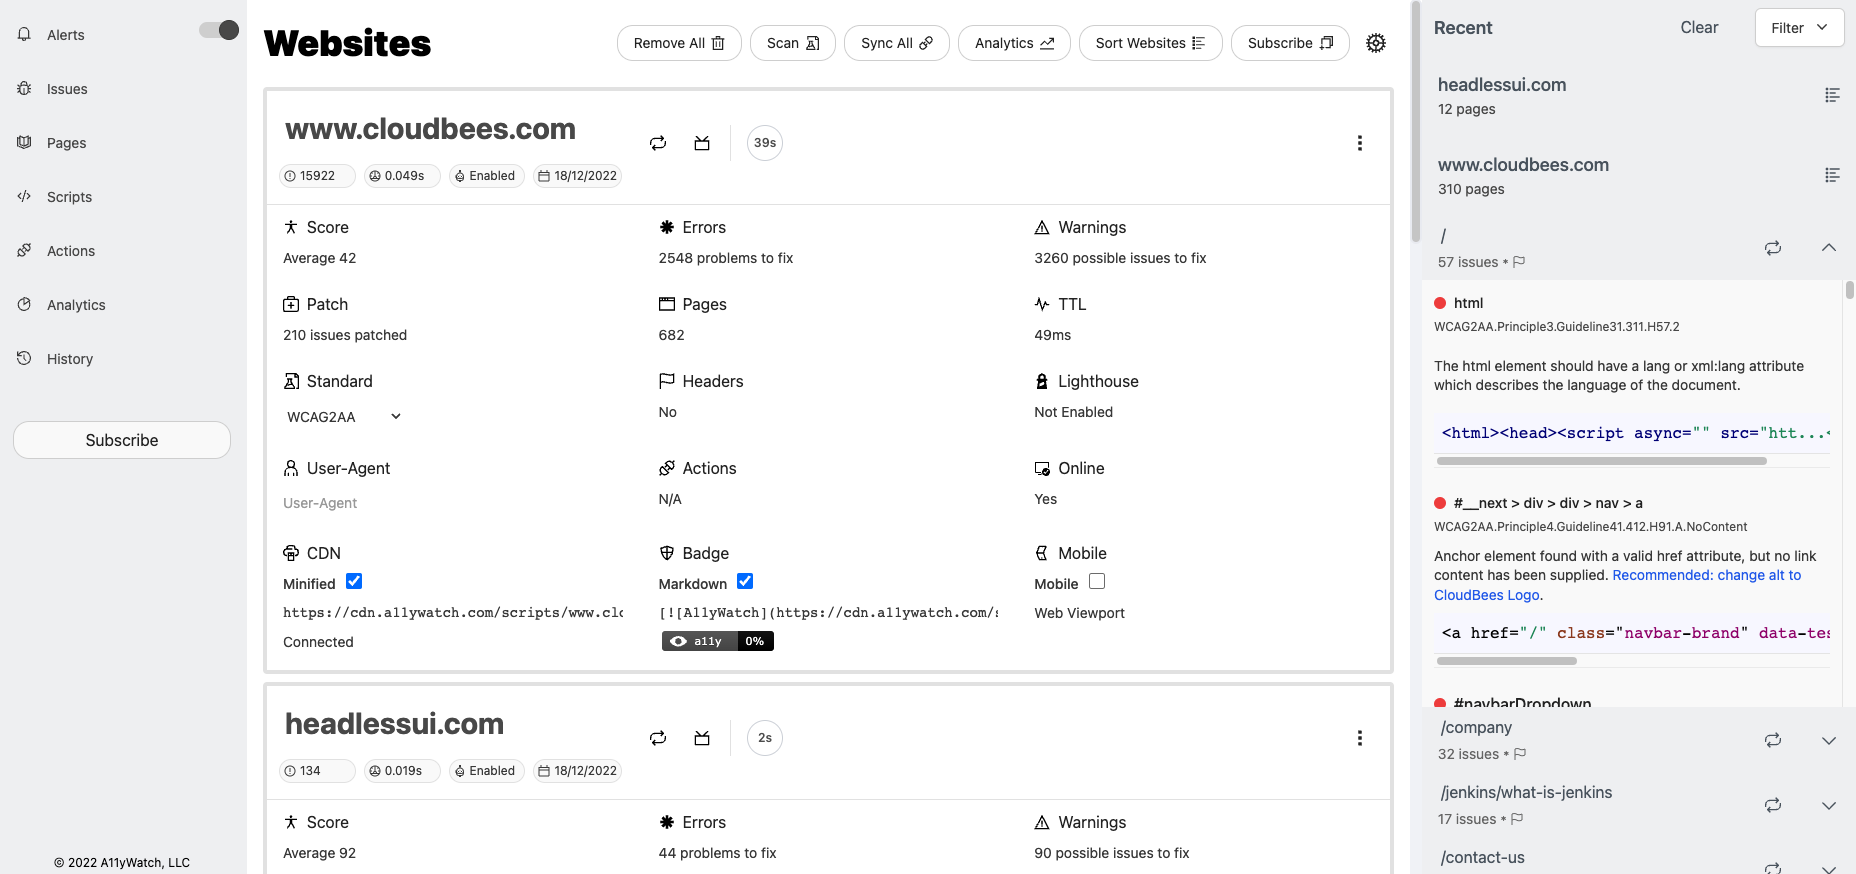 Alerts
Issues
Pages
Scripts
Actions
Analytics
History
Subscribe
© 2022 A11yWatch, LLC
Websites
Remove All
Scan
Sync All
Analytics
Sort Websites
Subscribe
www.cloudbees.com
39s
15922
0.049s
Enabled
18/12/2022
Score
Average 42
Errors
2548 problems to fix
Warnings
3260 possible issues to fix
Patch
210 issues patched
Pages
682
TTL
49ms
Standard
WCAG2AA
Headers
No
Lighthouse
Not Enabled
User-Agent
User-Agent
Actions
N/A
Online
Yes
CDN
Minified
https://cdn.a11ywatch.com/scripts/www.clo
Connected
Badge
Markdown
[![A11yWatch](https://cdn.a11ywatch.com/s
a11y 0%
Mobile
Mobile
Web Viewport
headlessui.com
2s
134
0.019s
Enabled
18/12/2022
Score
Average 92
Errors
44 problems to fix
Warnings
90 possible issues to fix
Recent
Clear
Filter
headlessui.com
12 pages
www.cloudbees.com
310 pages
/
57 issues •
html
WCAG2AA.Principle3.Guideline31.311.H57.2
The html element should have a lang or xml:lang attribute
which describes the language of the document.
<html><head><script async="" src="htt...<
#__next > div > div > nav > a
WCAG2AA.Principle4.Guideline41.412.H91.A.NoContent
Anchor element found with a valid href attribute, but no link
content has been supplied. Recommended: change alt to
CloudBees Logo.
<a href="/" class="navbar-brand" data-tes
#navbarDropdown
/company
32 issues •
/jenkins/what-is-jenkins
17 issues •
/contact-us